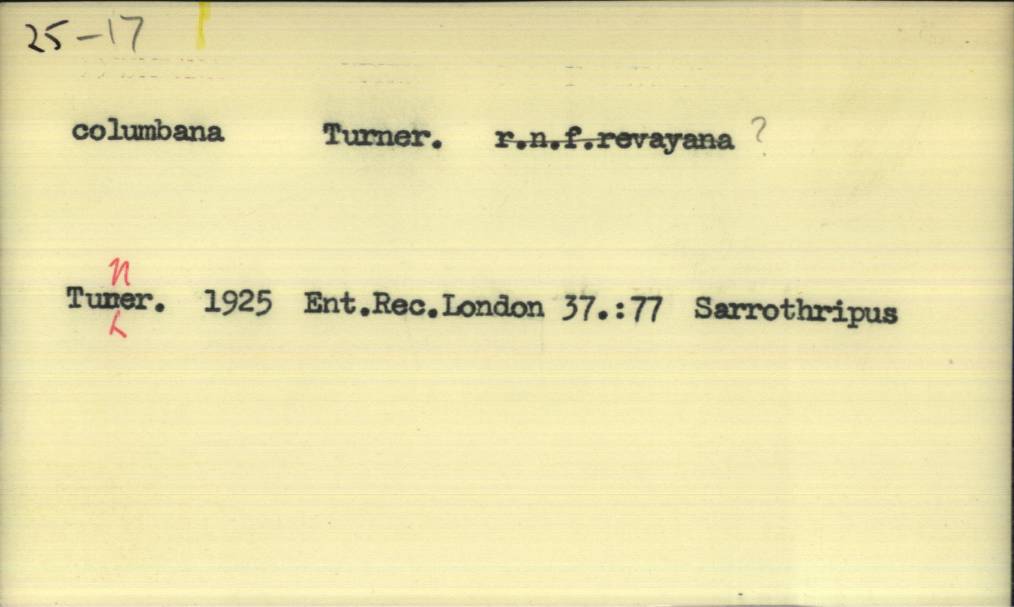 25-17
columbana Turner. r.n.f.revayana ?
n
Tuner. 1925 Ent.Rec.London 37.:77 Sarrothripus